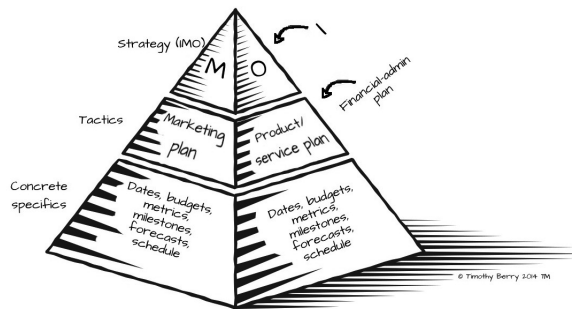 Strategy (IMO)
M
O
I
Financial-admin
plan
Tactics
Marketing
plan
Product/
service plan
Concrete
specifics
Dates, budgets,
metrics,
milestones,
forecasts,
schedule
Dates, budgets,
metrics,
milestones,
forecasts,
schedule
© Timothy Berry 2014 TM